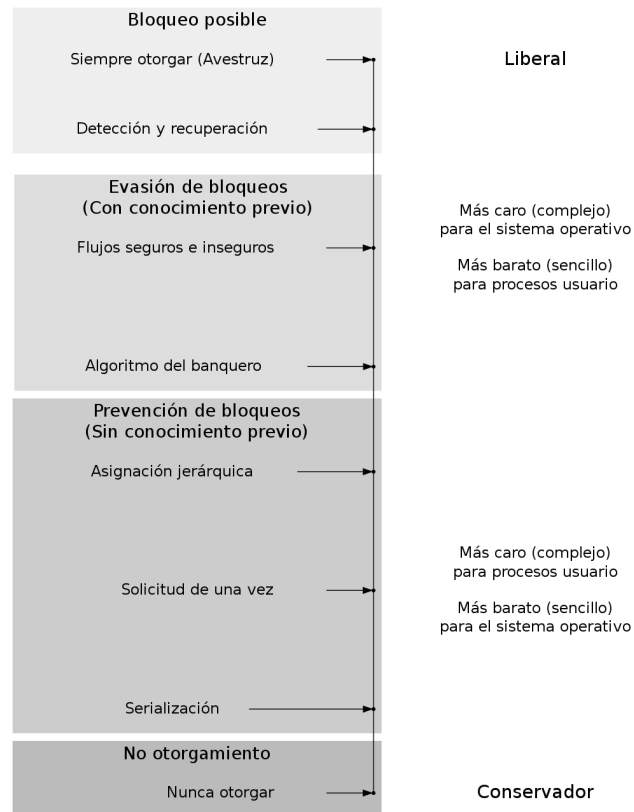 Bloqueo posible
Siempre otorgar (Avestruz)
Liberal
Detección y recuperación
Evasión de bloqueos
(Con conocimiento previo)
Más caro (complejo)
para el sistema operativo
Flujos seguros e inseguros
Más barato (sencillo)
para procesos usuario
Algoritmo del banquero
Prevención de bloqueos
(Sin conocimiento previo)
Asignación jerárquica
Más caro (complejo)
para procesos usuario
Solicitud de una vez
Más barato (sencillo)
para el sistema operativo
Serialización
No otorgamiento
Nunca otorgar
Conservador